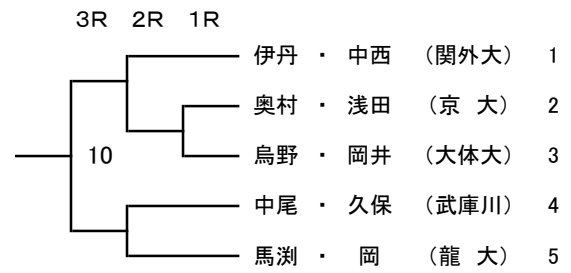 3R 2R 1R
伊丹 ・ 中西 (関外大) 1
奥村 ・ 浅田 (京 大) 2
烏野 ・ 岡井 (大体大) 3
10
中尾 ・ 久保 (武庫川) 4
馬渕 ・ 岡 (龍 大) 5